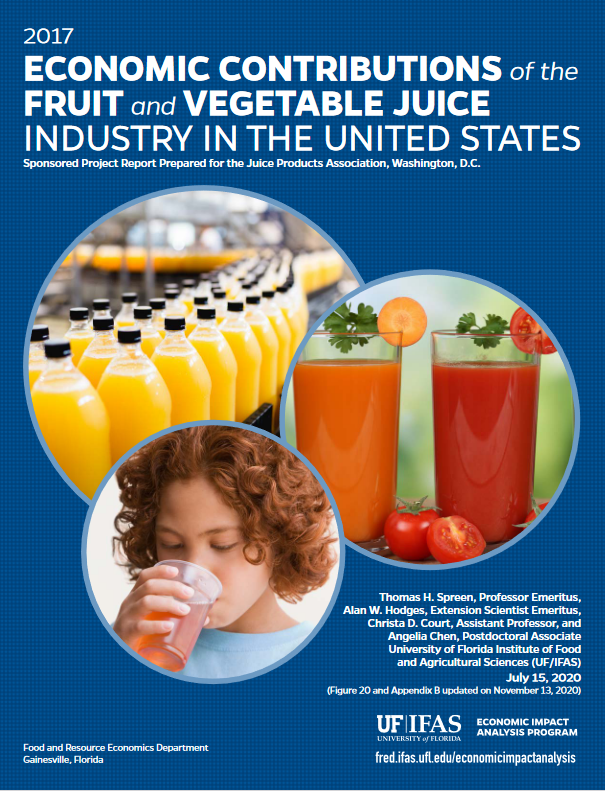 2017
ECONOMIC CONTRIBUTIONS of the
FRUIT and VEGETABLE JUICE
INDUSTRY IN THE UNITED STATES
Sponsored Project Report Prepared for the Juice Products Association, Washington, D.C.
Thomas H. Spreen, Professor Emeritus,
Alan W. Hodges, Extension Scientist Emeritus,
Christa D. Court, Assistant Professor, and
Angelia Chen, Postdoctoral Associate
University of Florida Institute of Food
and Agricultural Sciences (UF/IFAS)
July 15, 2020
(Figure 20 and Appendix B updated on November 13, 2020)
UF|IFAS
UNIVERSITY of FLORIDA
ECONOMIC IMPACT
ANALYSIS PROGRAM
Food and Resource Economics Department
Gainesville, Florida
fred.ifas.ufl.edu/economicimpactanalysis